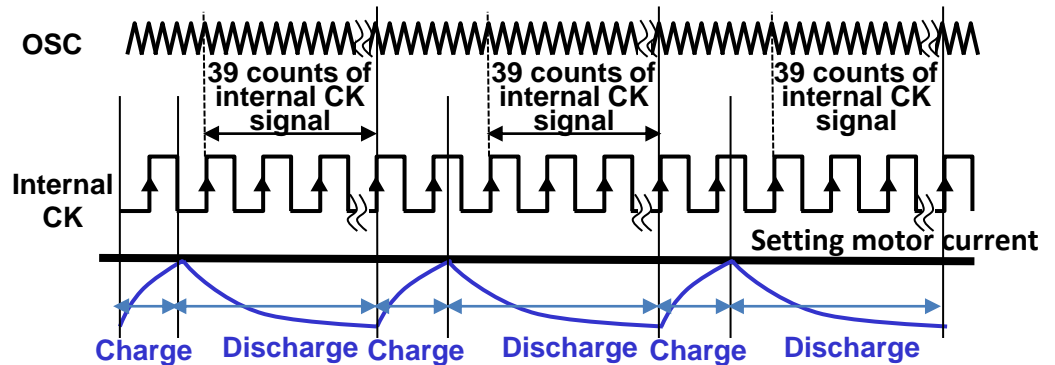 OSC
39 counts of
internal CK
signal
39 counts of
internal CK
signal
39 counts of
internal CK
signal
Internal
CK
Setting motor current
Charge
Discharge
Charge
Discharge
Charge
Discharge